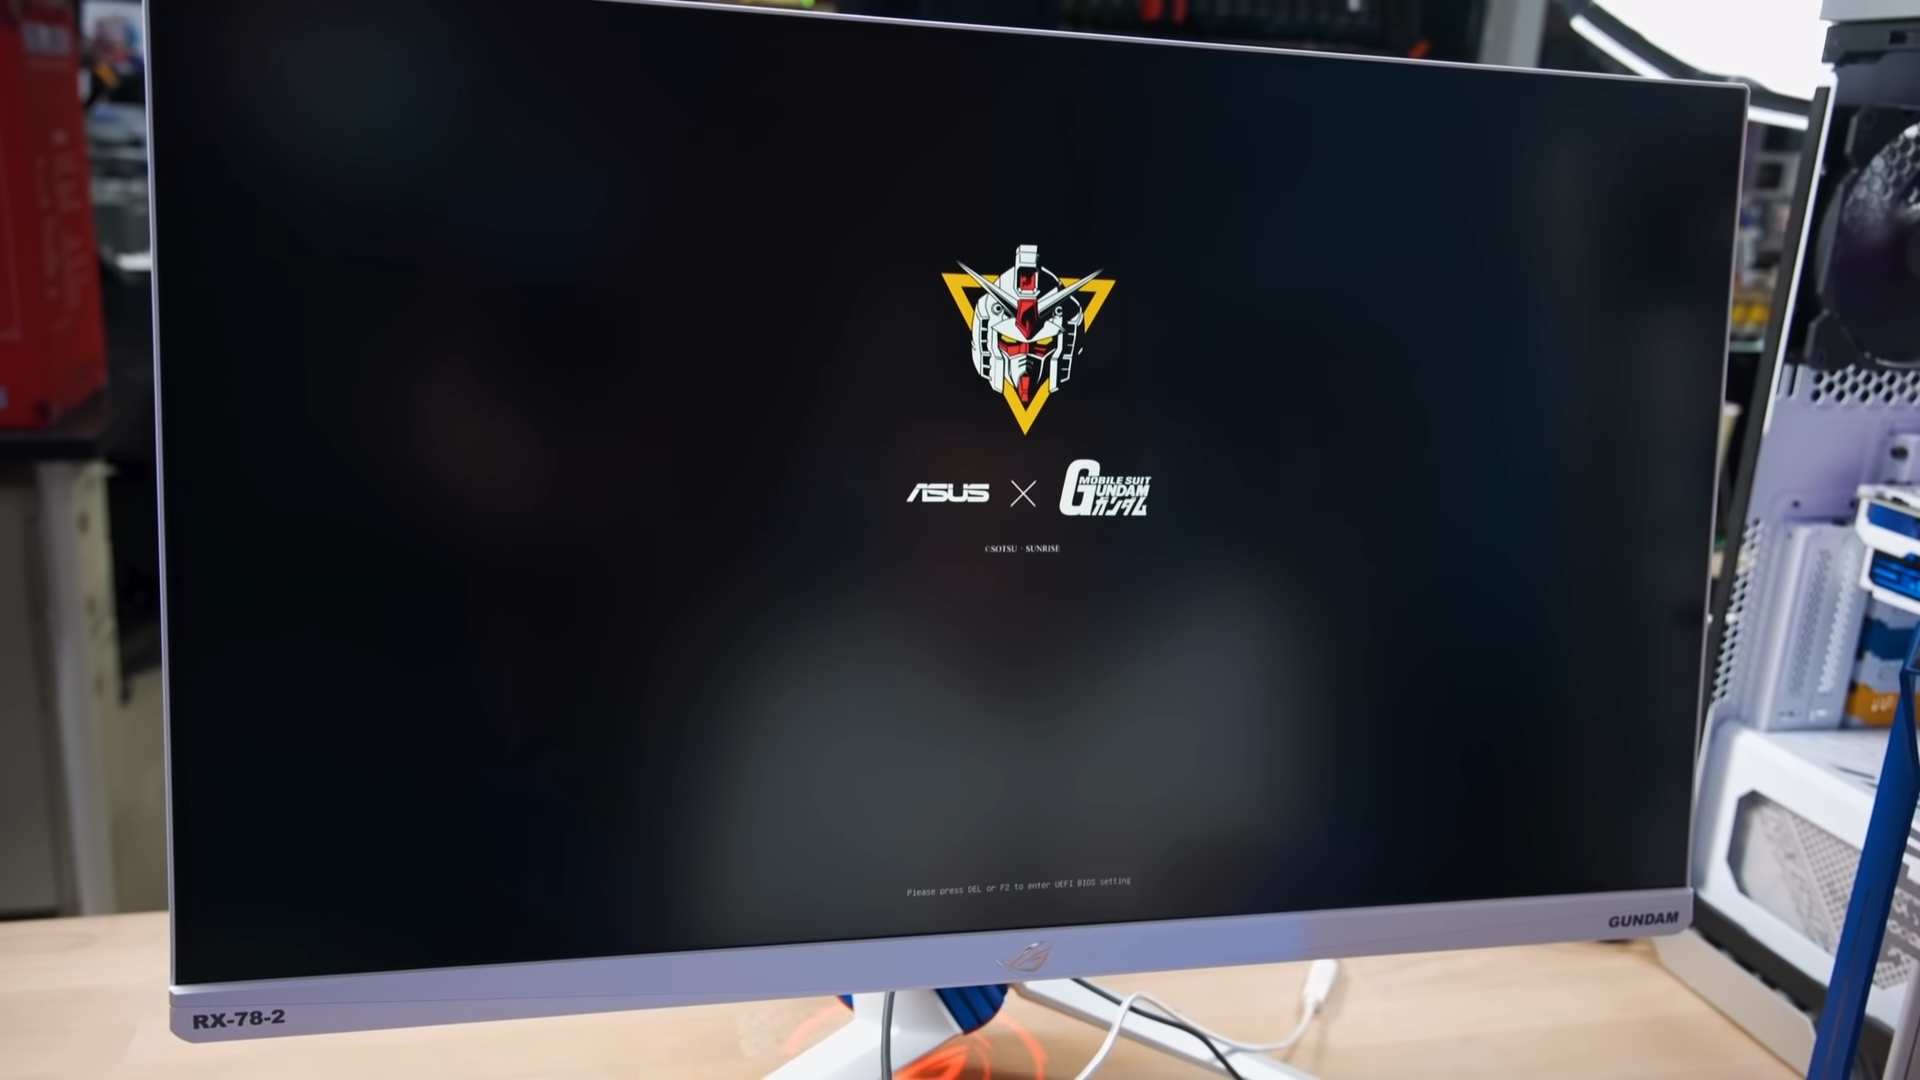 ASUS
MOBILE SUIT
GUNDAM
ガンダム
©SOTSU · SUNRISE
Please press DEL or F2 to enter UEFI BIOS setting
GUNDAM
RX-78-2